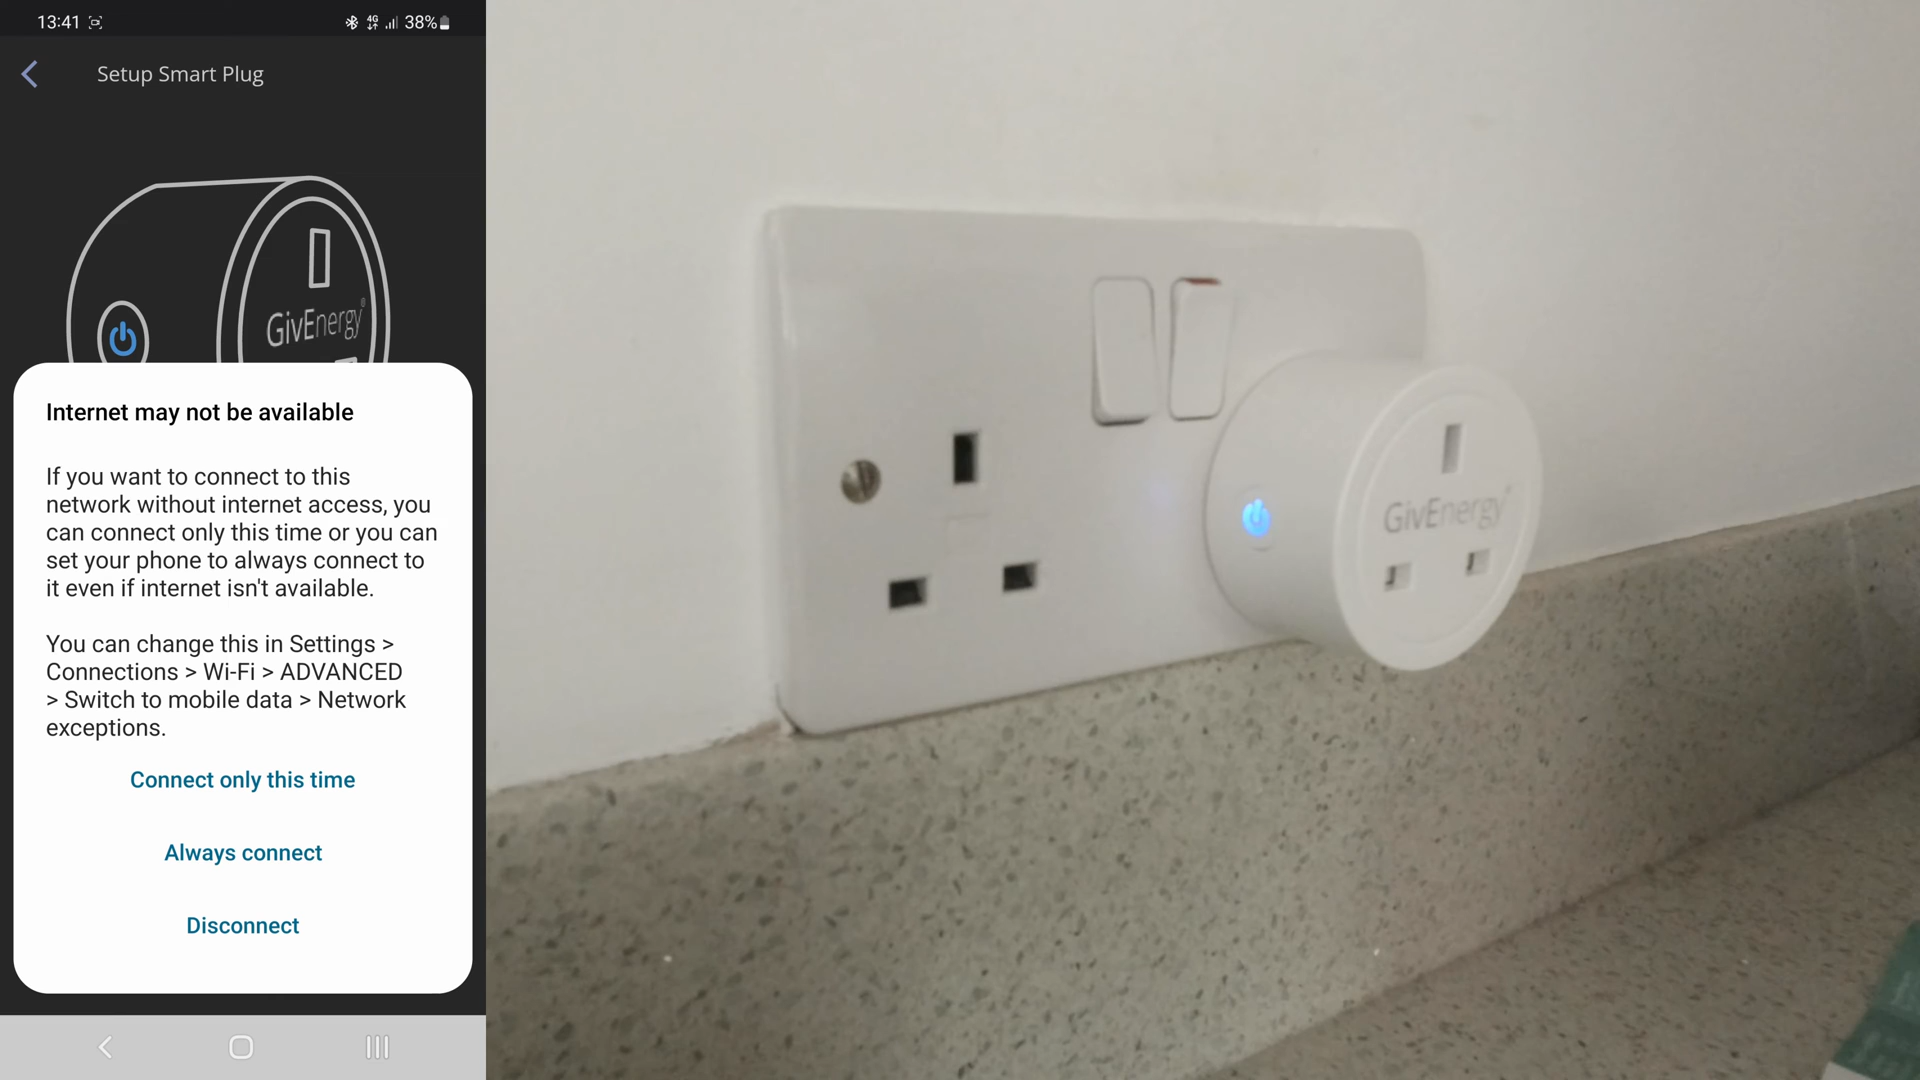 13:41
4G 38%
Setup Smart Plug
GivEnergy®
Internet may not be available
If you want to connect to this
network without internet access, you
can connect only this time or you can
set your phone to always connect to
it even if internet isn't available.
You can change this in Settings >
Connections > Wi-Fi > ADVANCED
> Switch to mobile data > Network
exceptions.
Connect only this time
Always connect
Disconnect
GivEnergy